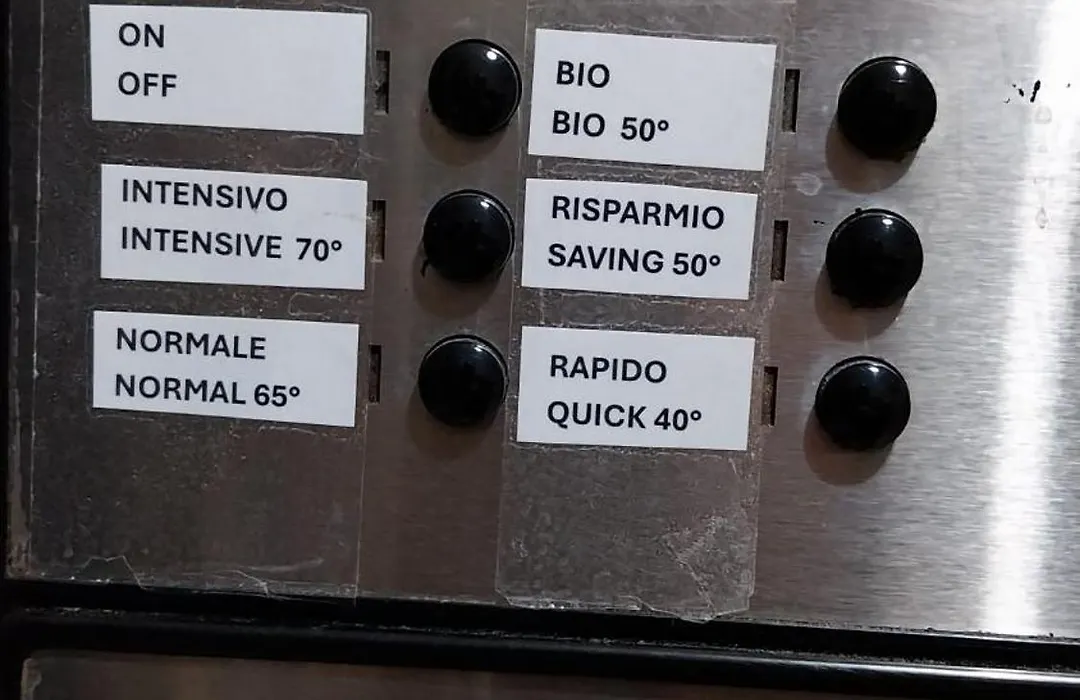 ON
OFF
INTENSIVO
INTENSIVE 70°
NORMALE
NORMAL 65°
BIO
BIO 50°
RISPARMIO
SAVING 50°
RAPIDO
QUICK 40°